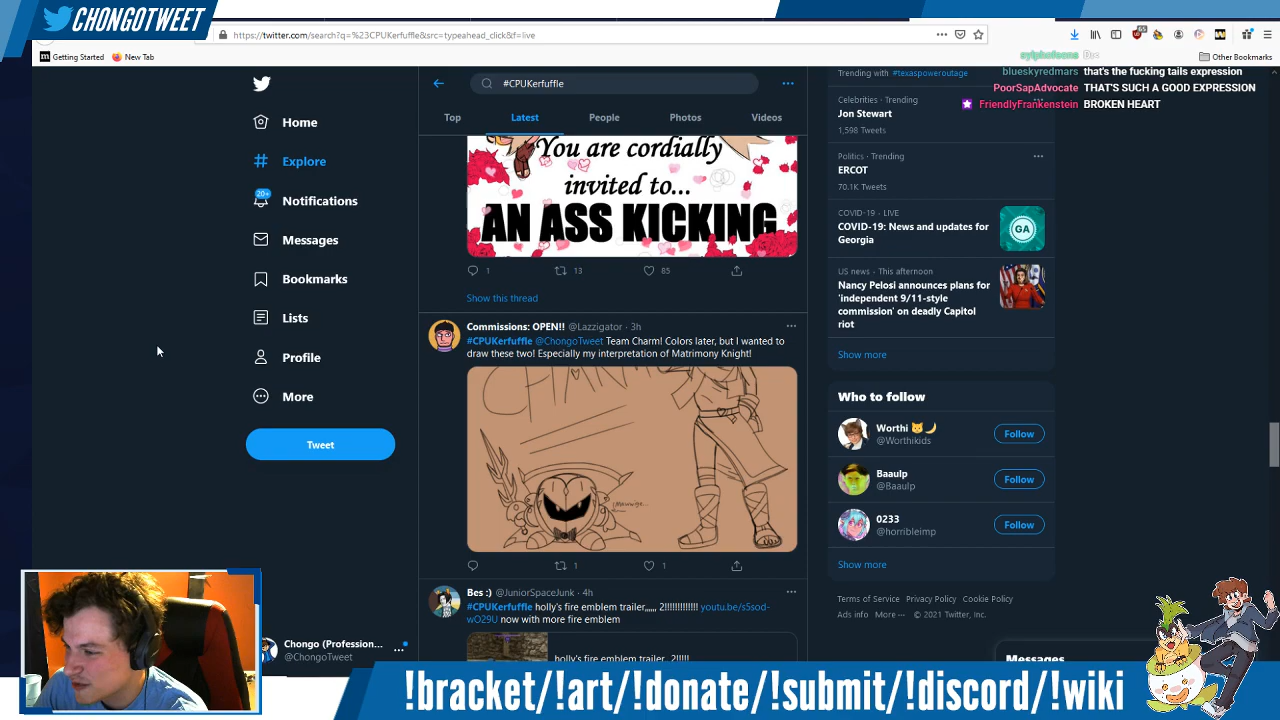 CHONGOTWEET
https://twitter.com/search?q=%23CPUKerfuffle&src=typeahead_click&f=live
65
Getting Started
New Tab
Other Bookmarks
blueskyredmars that's the fucking tails expression
PoorSapAdvocate THAT'S SUCH A GOOD EXPRESSION
FriendlyFrankenstein BROKEN HEART
Home
Explore
20+
Notifications
Messages
Bookmarks
Lists
Profile
More
Tweet
Chongo (Profession...
@ChongoTweet
#CPUKerfuffle
Top
Latest
People
Photos
Videos
You are cordially
invited to...
AN ASS KICKING
1
13
85
Show this thread
Commissions: OPEN!! @Lazzigator · 3h
#CPUKerfuffle @ChongoTweet Team Charm! Colors later, but I wanted to
draw these two! Especially my interpretation of Matrimony Knight!
1
1
Bes :) @JuniorSpaceJunk · 4h
#CPUKerfuffle holly's fire emblem trailer,,,,,, 2!!!!!!!!!!!!! youtu.be/s5sod-
wO29U now with more fire emblem
holly's fire emblem trailer 2!!!!!
Trending with #texaspoweroutage
Celebrities · Trending
Jon Stewart
1,598 Tweets
Politics · Trending
ERCOT
70.1K Tweets
COVID-19 · LIVE
COVID-19: News and updates for
Georgia
GA
US news · This afternoon
Nancy Pelosi announces plans for
'independent 9/11-style
commission' on deadly Capitol
riot
Show more
Who to follow
Worthi
@Worthikids
Follow
Baaulp
@Baaulp
Follow
0233
@horribleimp
Follow
Show more
Terms of Service Privacy Policy Cookie Policy
Ads info More ··· © 2021 Twitter, Inc.
Messages
!bracket/!art/!donate/!submit/!discord/!wiki